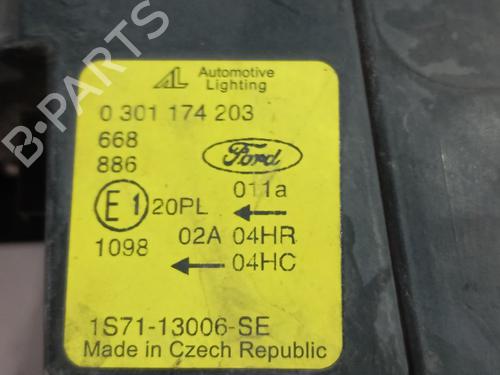 B-PARTS
AL Automotive
Lighting
0 301 174 203
668
886
Ford
E1 20PL
011a
1098
02A 04HR
04HC
1S71-13006-SE
Made in Czech Republic